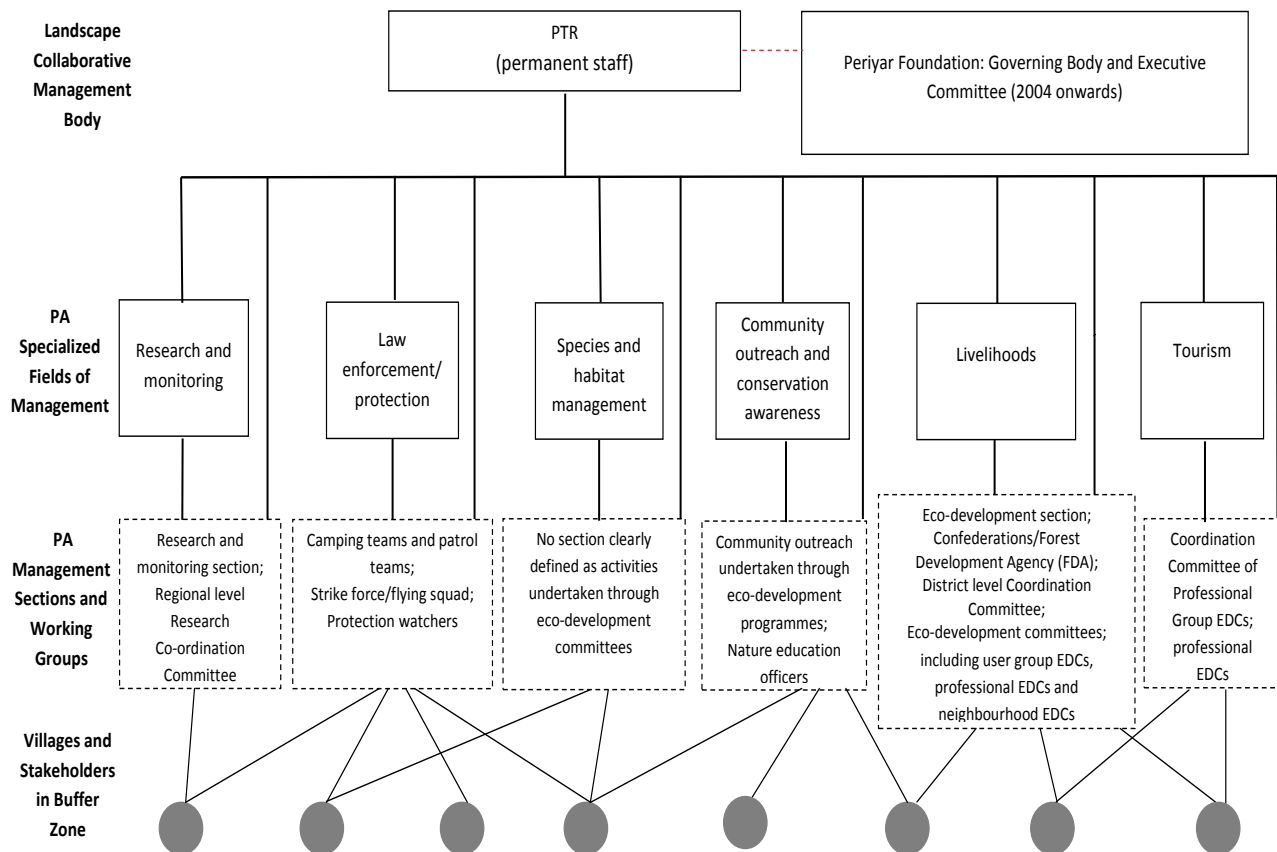 Landscape
Collaborative
Management
Body
PTR
(permanent staff)
Periyar Foundation: Governing Body and Executive
Committee (2004 onwards)
PA
Specialized
Fields of
Management
Research and
monitoring
Law
enforcement/
protection
Species and
habitat
management
Community
outreach and
conservation
awareness
Livelihoods
Tourism
PA
Management
Sections and
Working
Groups
Research and
monitoring section;
Regional level
Research
Co-ordination
Committee
Camping teams and patrol
teams;
Strike force/flying squad;
Protection watchers
No section clearly
defined as activities
undertaken through
eco-development
committees
Community outreach
undertaken through
eco-development
programmes;
Nature education
officers
Eco-development section;
Confederations/Forest
Development Agency (FDA);
District level Coordination
Committee;
Eco-development committees;
including user group EDCs,
professional EDCs and
neighbourhood EDCs
Coordination
Committee of
Professional
Group EDCs;
professional
EDCs
Villages and
Stakeholders
in Buffer
Zone